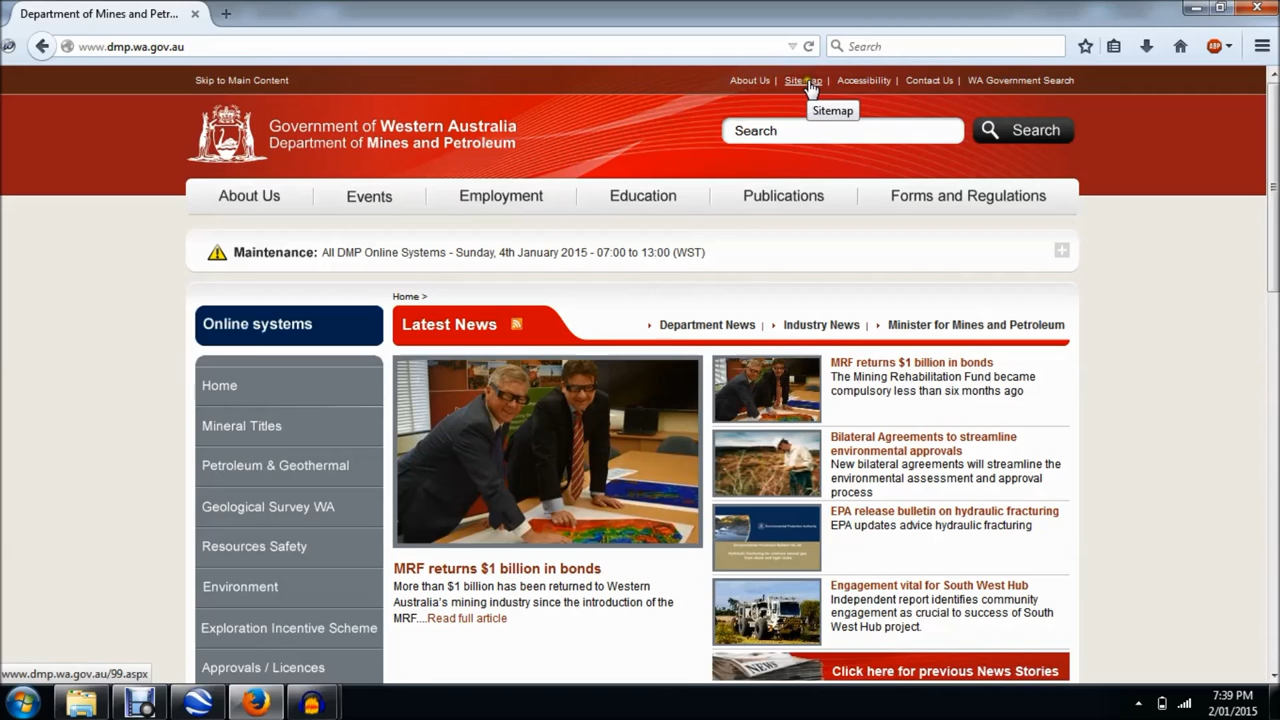 Department of Mines and Petr...
www.dmp.wa.gov.au
Search
ABP
Skip to Main Content
About Us | Sitemap | Accessibility | Contact Us | WA Government Search
Sitemap
Government of Western Australia
Department of Mines and Petroleum
Search
Search
About Us
Events
Employment
Education
Publications
Forms and Regulations
Maintenance: All DMP Online Systems - Sunday, 4th January 2015 - 07:00 to 13:00 (WST)
Home >
Online systems
Latest News
Department News |
Industry News |
Minister for Mines and Petroleum
Home
Mineral Titles
Petroleum & Geothermal
Geological Survey WA
Resources Safety
Environment
Exploration Incentive Scheme
Approvals / Licences
MRF returns $1 billion in bonds
More than $1 billion has been returned to Western
Australia's mining industry since the introduction of the
MRF....Read full article
MRF returns $1 billion in bonds
The Mining Rehabilitation Fund became
compulsory less than six months ago
Bilateral Agreements to streamline
environmental approvals
New bilateral agreements will streamline the
environmental assessment and approval
process
EPA release bulletin on hydraulic fracturing
EPA updates advice hydraulic fracturing
Engagement vital for South West Hub
Independent report identifies community
engagement as crucial to success of South
West Hub project.
NEWS
Click here for previous News Stories
www.dmp.wa.gov.au/99.aspx
7:39 PM
2/01/2015